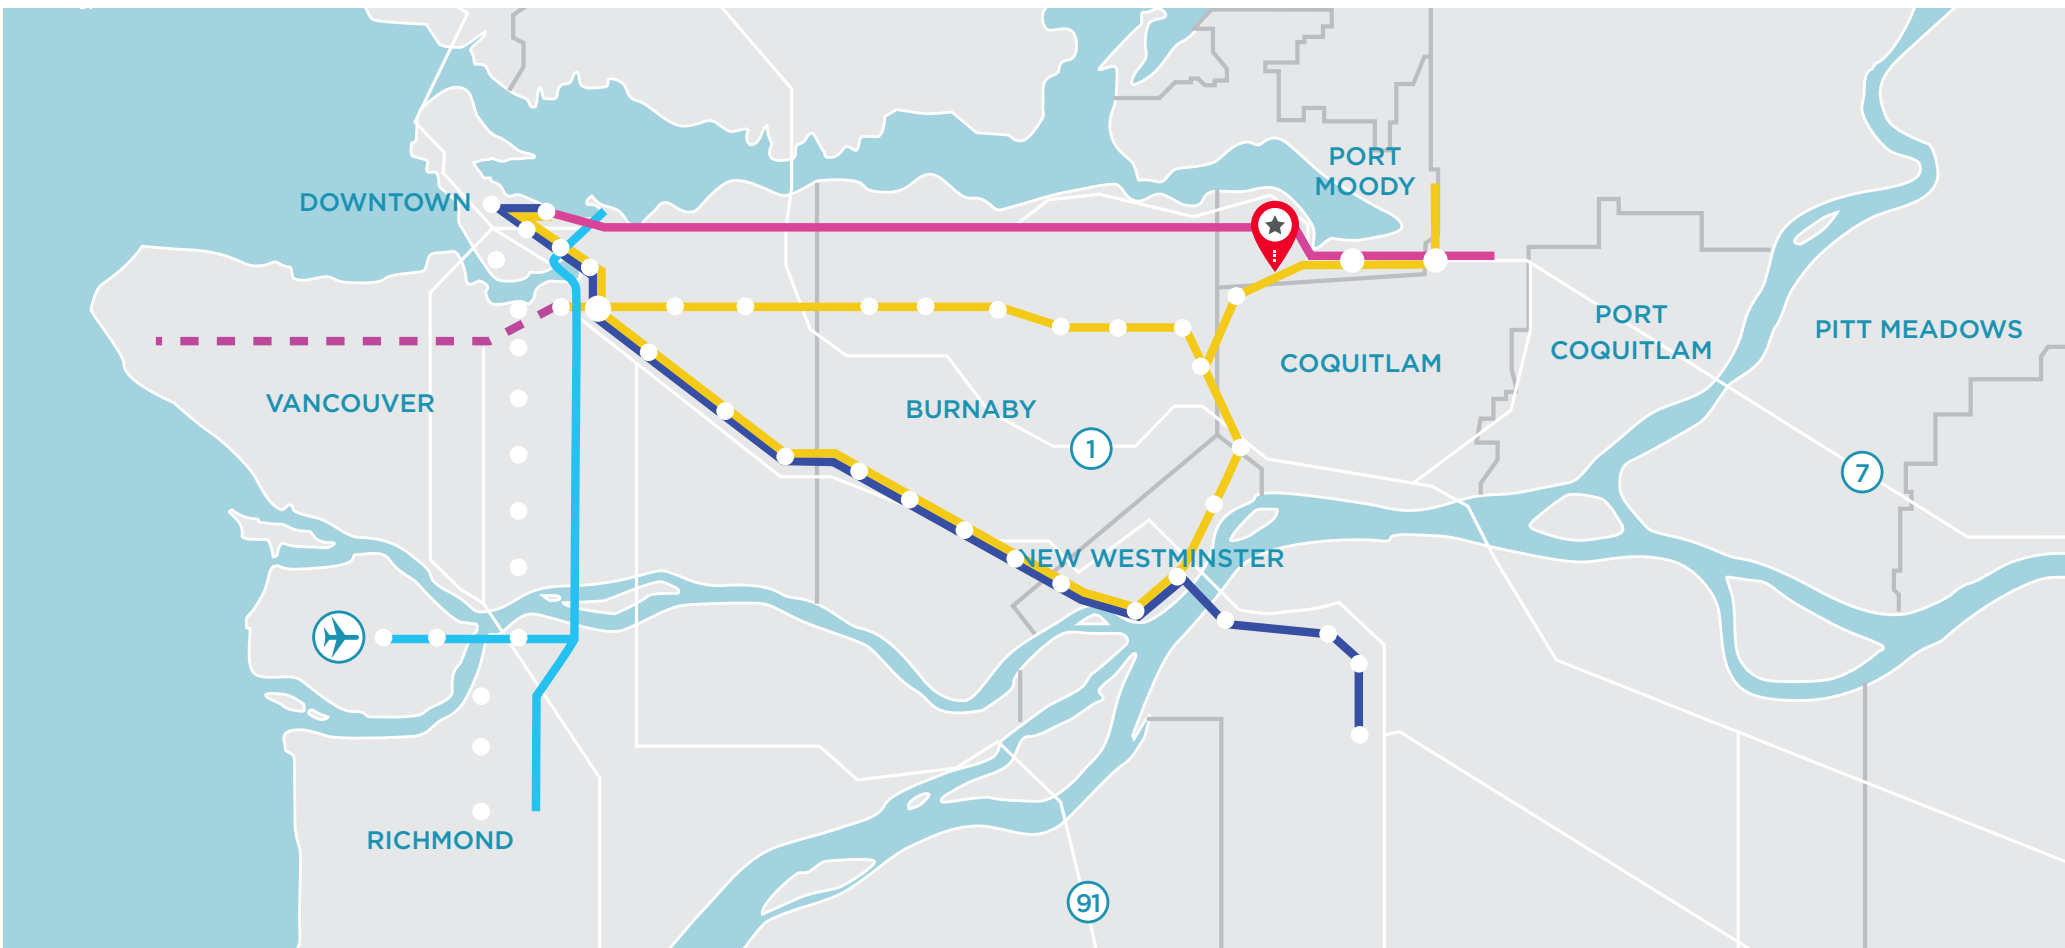 PORT
MOODY
DOWNTOWN
PORT
COQUITLAM
PITT MEADOWS
COQUITLAM
VANCOUVER
BURNABY
1
7
NEW WESTMINSTER
RICHMOND
91